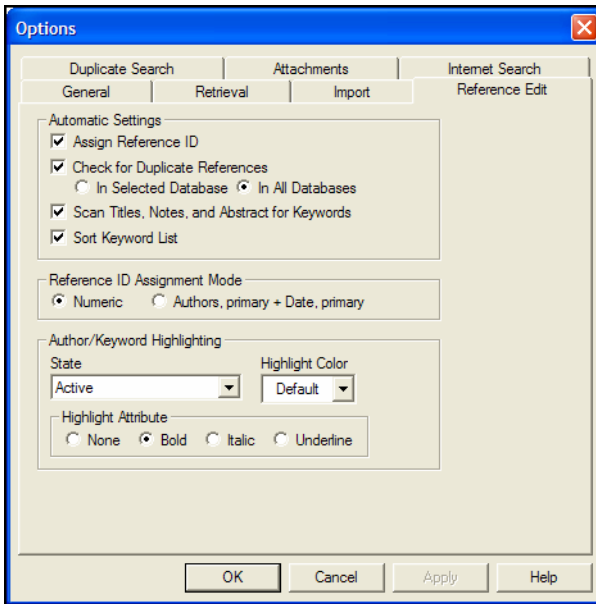 Options
Duplicate Search Attachments Internet Search
General Retrieval Import Reference Edit
Automatic Settings
Assign Reference ID
Check for Duplicate References
In Selected Database In All Databases
Scan Titles, Notes, and Abstract for Keywords
Sort Keyword List
Reference ID Assignment Mode
Numeric Authors, primary + Date, primary
Author/Keyword Highlighting
State Highlight Color
Active Default
Highlight Attribute
None Bold Italic Underline
OK Cancel Apply Help